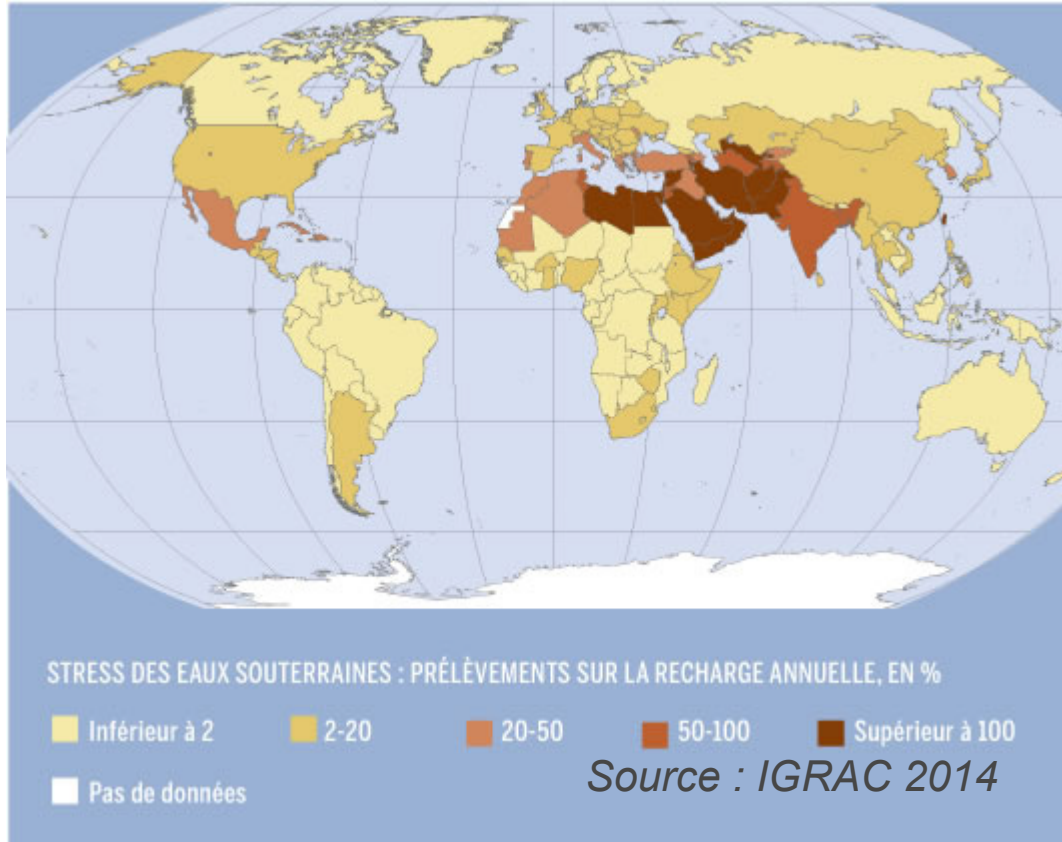 STRESS DES EAUX SOUTERRAINES : PRÉLÈVEMENTS SUR LA RECHARGE ANNUELLE, EN %
Inférieur à 2
2-20
20-50
50-100
Supérieur à 100
Pas de données
Source : IGRAC 2014